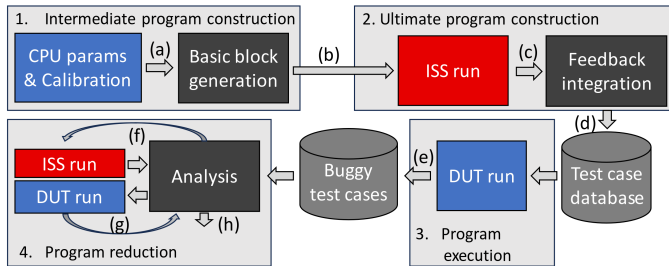 1. Intermediate program construction
CPU params
& Calibration
(a)
Basic block
generation
(b)
2. Ultimate program construction
ISS run
(c)
Feedback
integration
(d)
(f)
ISS run
DUT run
Analysis
(g)
(h)
4. Program reduction
Buggy
test cases
(e)
DUT run
3. Program
execution
Test case
database